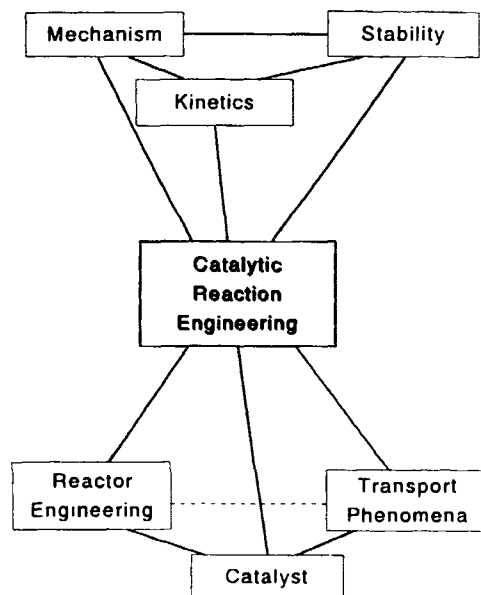 Mechanism
Stability
Kinetics
Catalytic
Reaction
Engineering
Reactor
Engineering
Transport
Phenomena
Catalyst